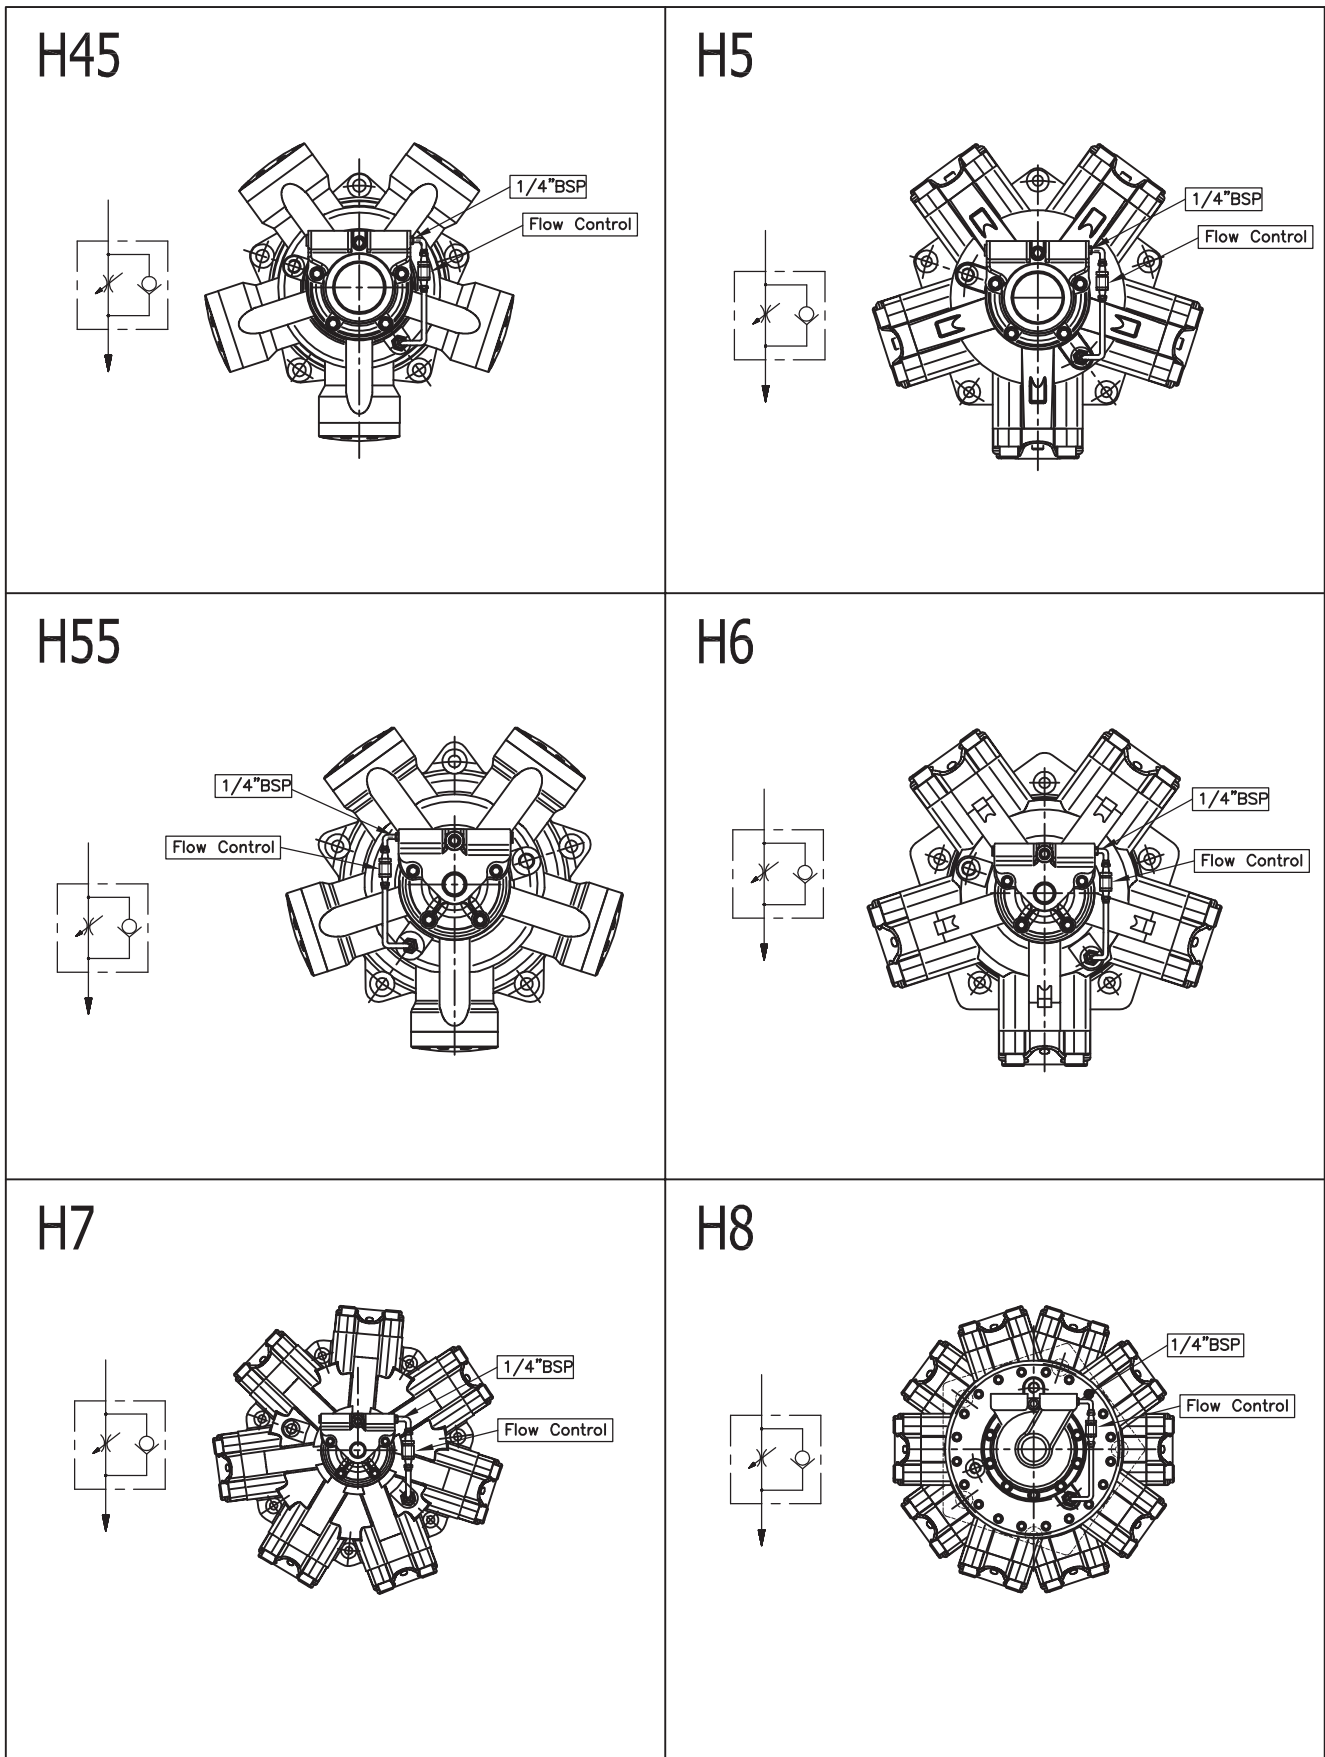 H45
1/4"BSP
Flow Control
H5
1/4"BSP
Flow Control
H55
1/4"BSP
Flow Control
H6
1/4"BSP
Flow Control
H7
1/4"BSP
Flow Control
H8
1/4"BSP
Flow Control